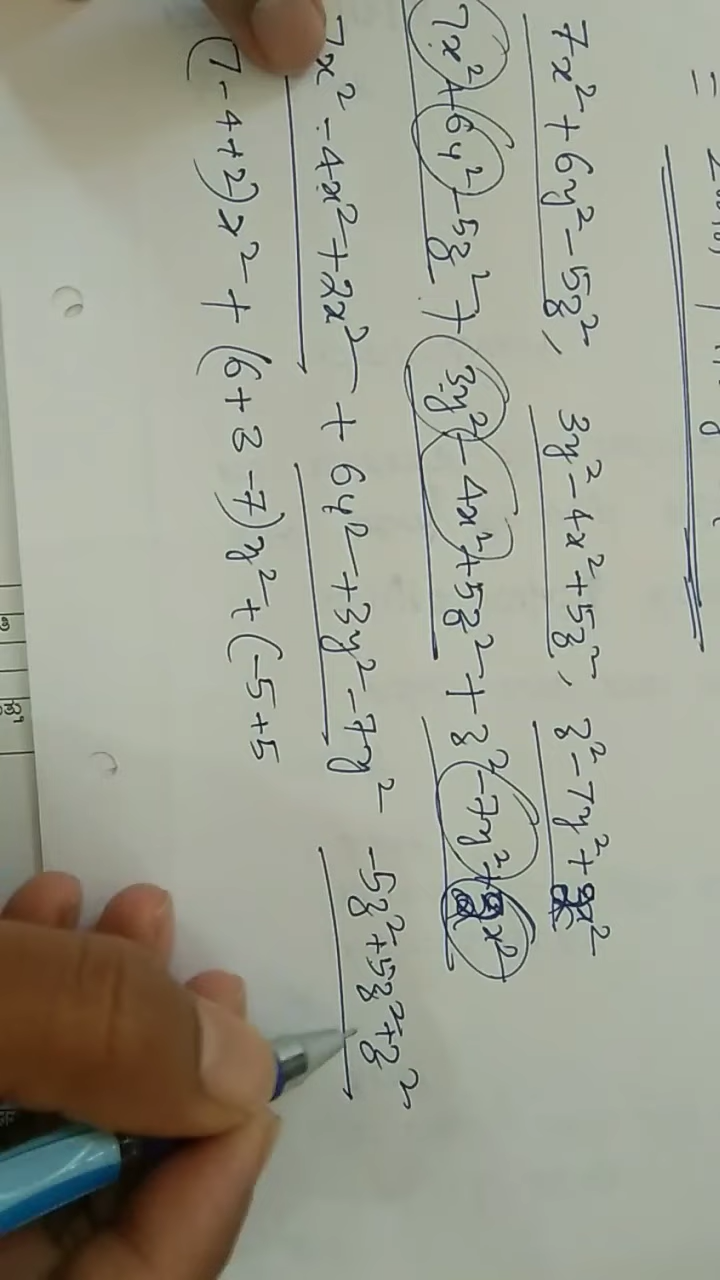 7x² + 6y² - 5z², 3y² - 4x² + 5z², z² - 7y² + 2x²
7x² + 6y² - 5z² + 3y² - 4x² + 5z² + z² - 7y² + 2x²
7x² - 4x² + 2x² + 6y² + 3y² - 7y² - 5z² + 5z² + z²
(7 - 4 + 2)x² + (6 + 3 - 7)y² + (-5 + 5